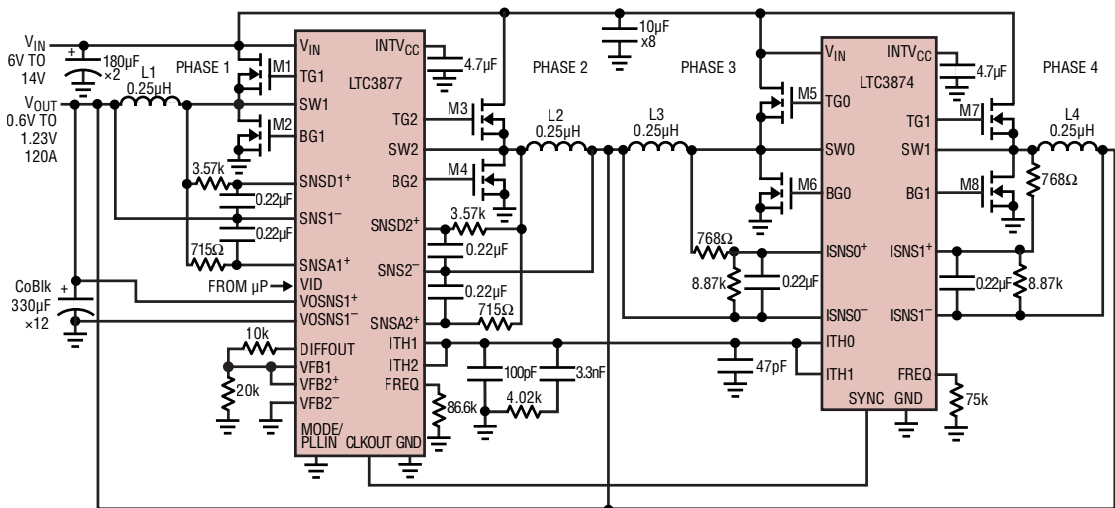 VIN
6V TO
14V
180µF
×2
PHASE 1
M1
VIN
INTVCC
TG1
LTC3877
4.7µF
10µF
x8
PHASE 2
PHASE 3
VIN
INTVCC
LTC3874
4.7µF
PHASE 4
VOUT
0.6V TO
1.23V
120A
L1
0.25µH
SW1
M2
BG1
M3
TG2
SW2
L2
0.25µH
M4
BG2
L3
0.25µH
M5
TG0
SW0
M6
BG0
TG1
M7
SW1
L4
0.25µH
BG1
M8
768Ω
3.57k
SNSD1+
0.22µF
SNS1–
0.22µF
715Ω
SNSA1+
FROM µP
VID
CoBlk
330µF
×12
VOSNS1+
VOSNS1–
SNSD2+
3.57k
0.22µF
SNS2–
0.22µF
715Ω
SNSA2+
768Ω
ISNS0+
8.87k
0.22µF
ISNS0–
ISNS1+
0.22µF
8.87k
ISNS1–
10k
DIFFOUT
VFB1
VFB2+
20k
VFB2–
MODE/
PLLIN
CLKOUT
GND
ITH1
ITH2
FREQ
86.6k
100pF
3.3nF
4.02k
47pF
ITH0
ITH1
FREQ
SYNC
GND
75k